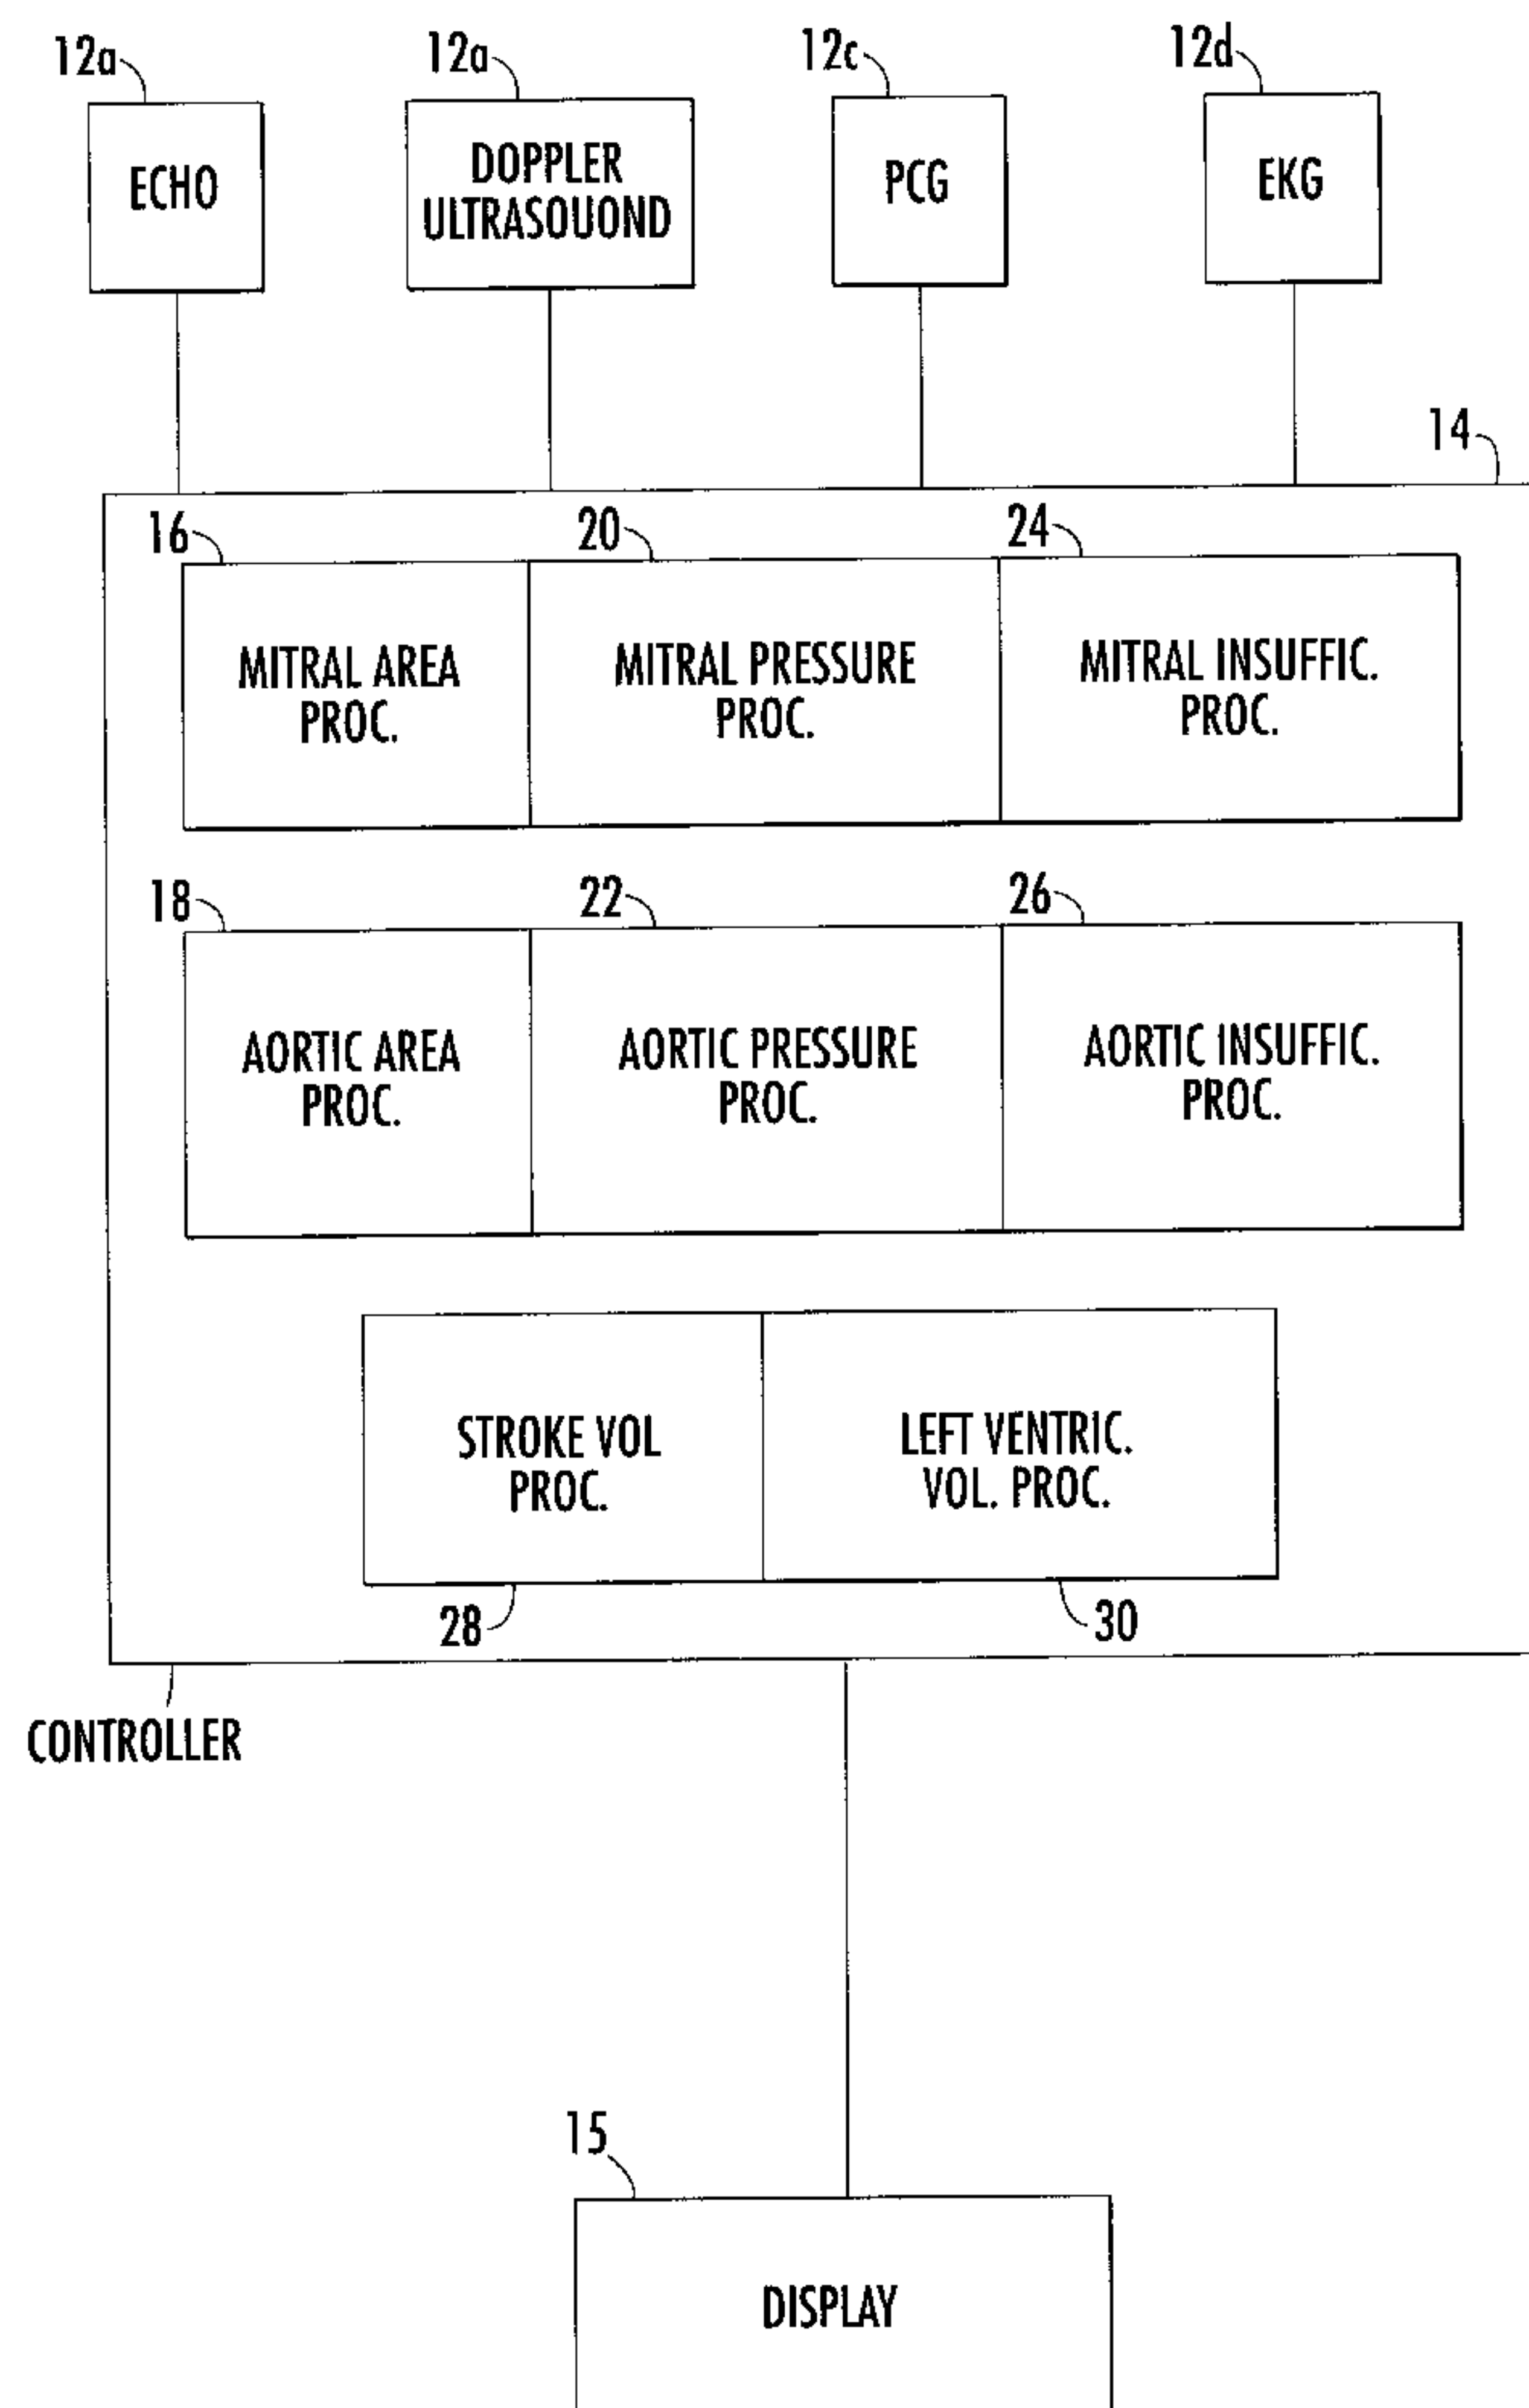 12a
12a
12c
12d
ECHO
DOPPLER
ULTRASOUOND
PCG
EKG
14
16
20
24
MITRAL AREA
PROC.
MITRAL PRESSURE
PROC.
MITRAL INSUFFIC.
PROC.
18
22
26
AORTIC AREA
PROC.
AORTIC PRESSURE
PROC.
AORTIC INSUFFIC.
PROC.
STROKE VOL
PROC.
LEFT VENTRIC.
VOL. PROC.
28
30
CONTROLLER
15
DISPLAY